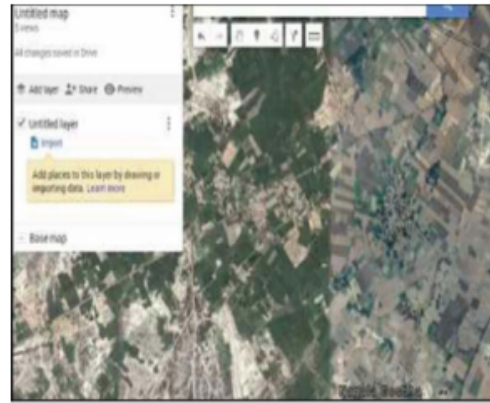 Untitled map
All changes saved in Drive
Add layer Share Preview
Untitled layer
Import
Add places to this layer by drawing or
importing data. Learn more
Base map